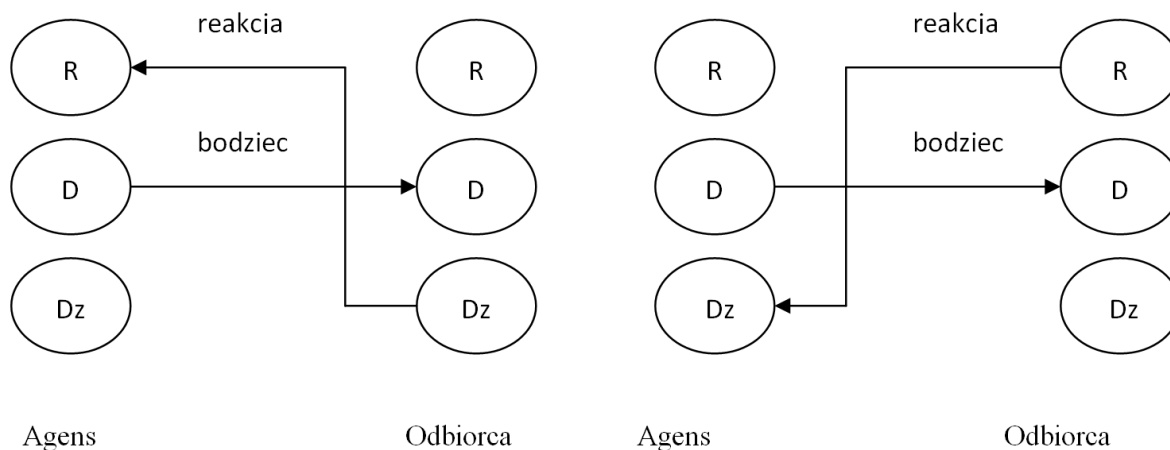 reakcja
reakcja
R
R
R
R
bodziec
bodziec
D
D
D
D
Dz
Dz
Dz
Dz
Agens
Odbiorca
Agens
Odbiorca